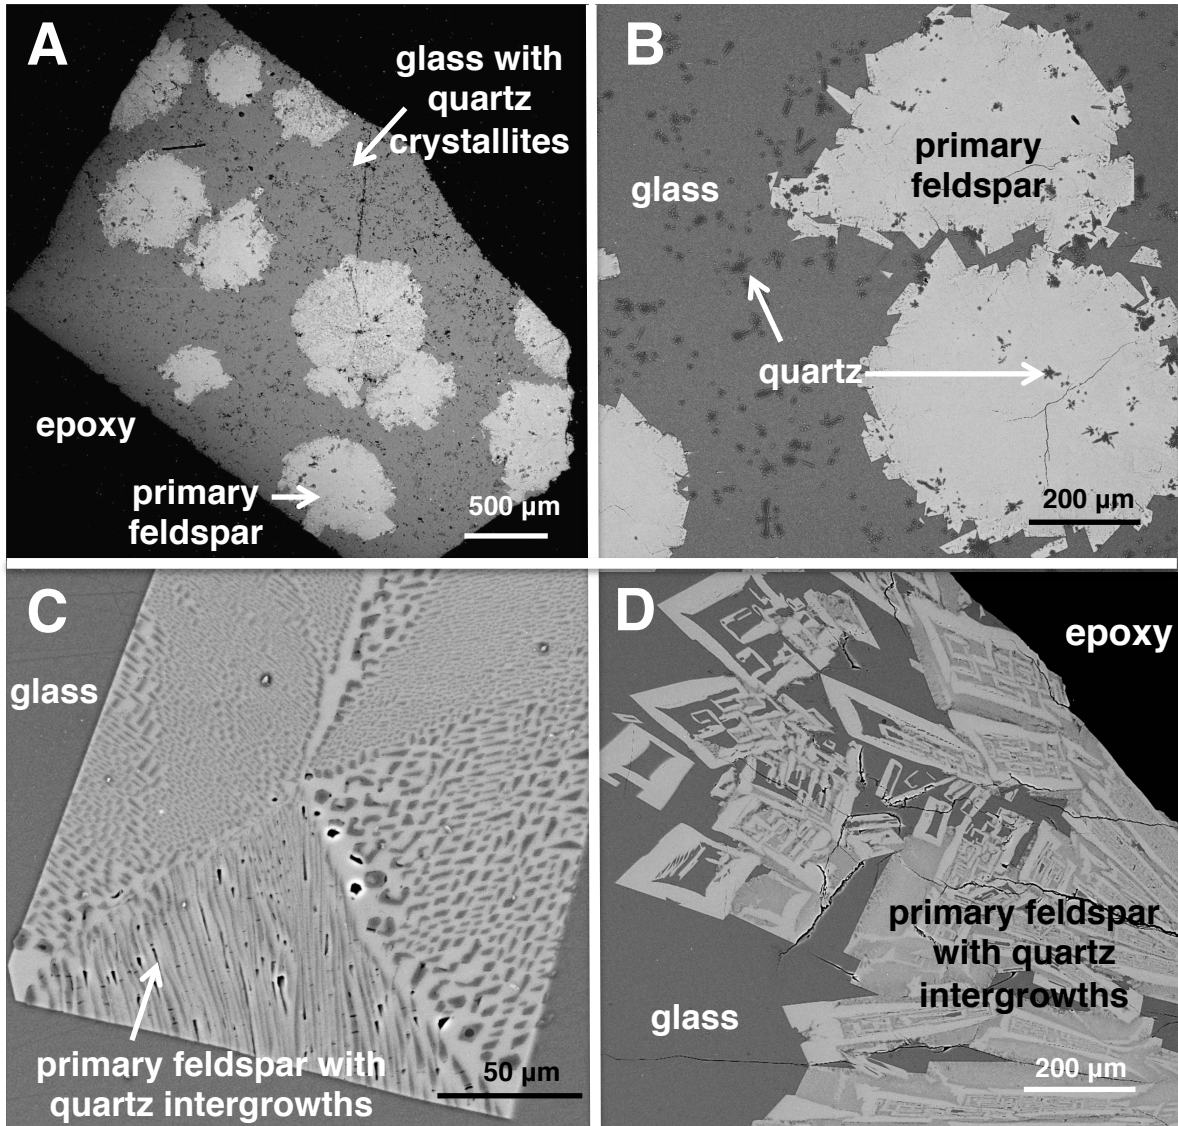 A
glass with
quartz
crystallites
epoxy
primary
feldspar
500 µm
B
primary
feldspar
glass
quartz
200 µm
C
glass
primary feldspar with
quartz intergrowths
50 µm
D
epoxy
primary feldspar
with quartz
intergrowths
glass
200 µm